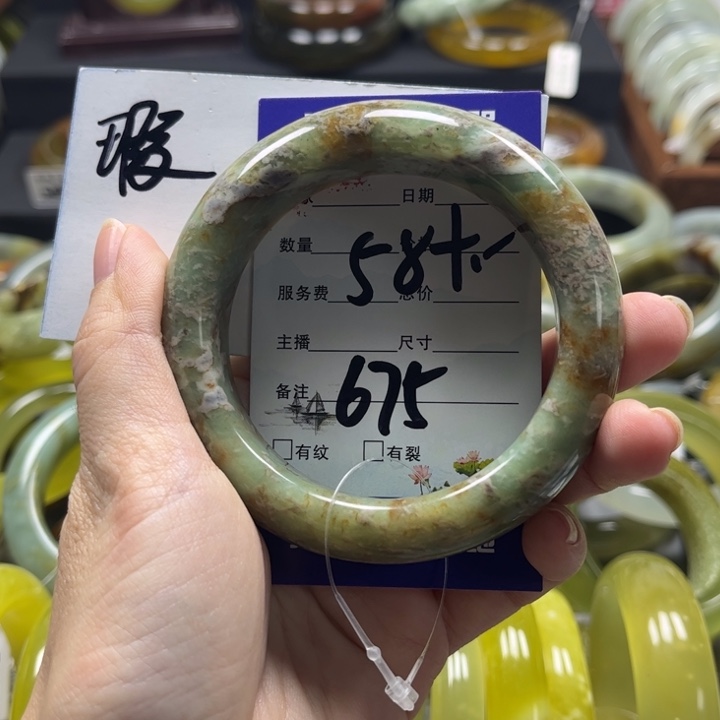 瑕
日期
数量
58+
服务费 总价
主播 尺寸
备注
675
有纹 有裂